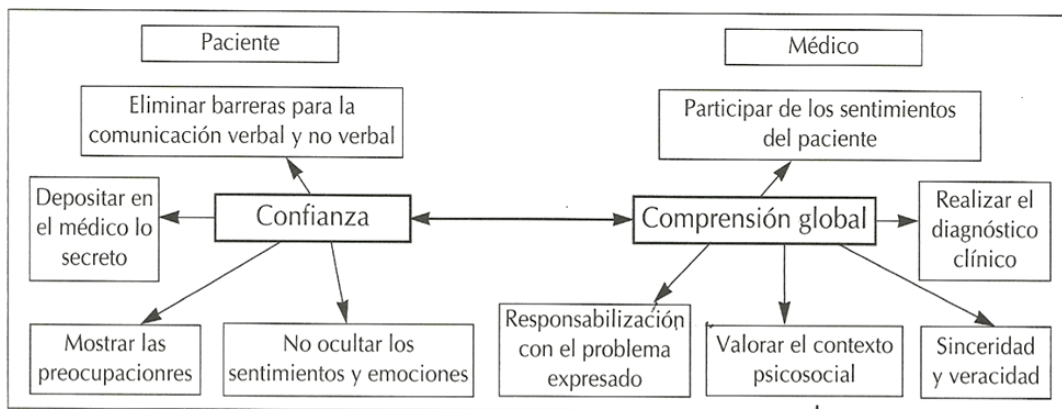 Paciente
Médico
Eliminar barreras para la
comunicación verbal y no verbal
Participar de los sentimientos
del paciente
Depositar en
el médico lo
secreto
Confianza
Comprensión global
Realizar el
diagnóstico
clínico
Mostrar las
preocupacionres
No ocultar los
sentimientos y emociones
Responsabilización
con el problema
expresado
Valorar el contexto
psicosocial
Sinceridad
y veracidad